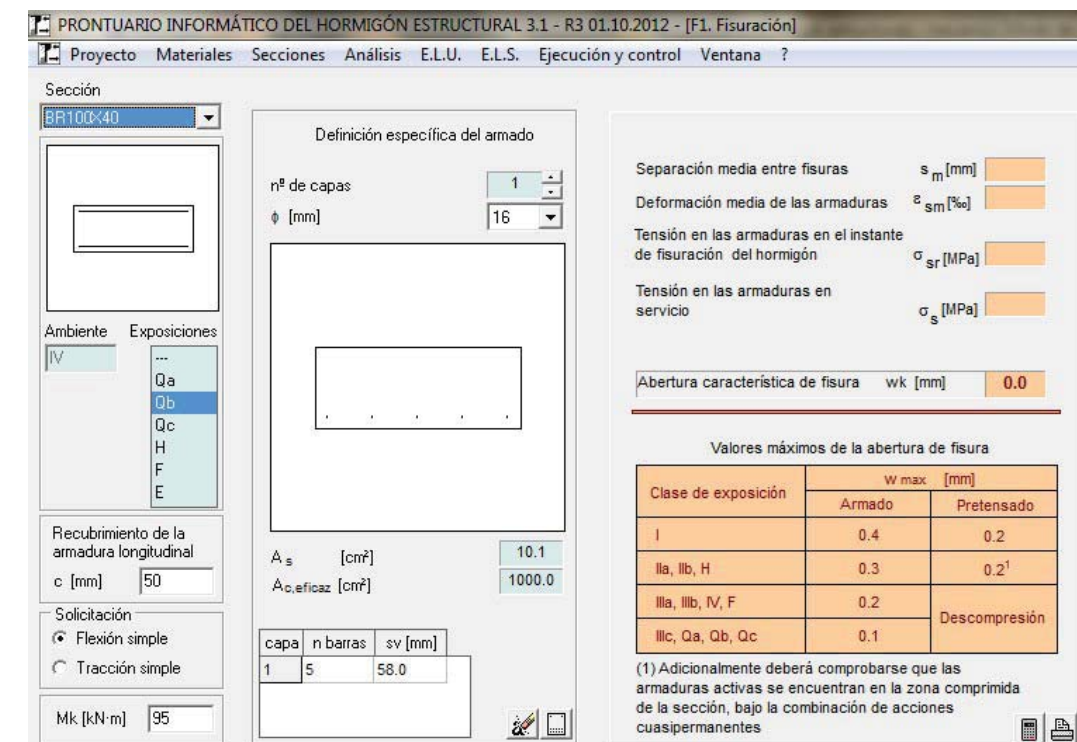 PRONTUARIO INFORMÁTICO DEL HORMIGÓN ESTRUCTURAL 3.1 - R3 01.10.2012 - [F1. Fisuración]
Proyecto Materiales Secciones Análisis E.L.U. E.L.S. Ejecución y control Ventana ?
Sección
BR100X40
Ambiente Exposiciones
IV
---
Qa
Qb
Qc
H
F
E
Recubrimiento de la
armadura longitudinal
c [mm] 50
Solicitación
Flexión simple
Tracción simple
Mk [kN·m] 95
Definición específica del armado
nº de capas 1
ϕ [mm] 16
A s [cm²] 10.1
Ac,eficaz [cm²] 1000.0
capa n barras sv [mm]
1 5 58.0
Separación media entre fisuras s m [mm]
Deformación media de las armaduras ε sm [‰]
Tensión en las armaduras en el instante
de fisuración del hormigón σ sr [MPa]
Tensión en las armaduras en
servicio σ s [MPa]
Abertura característica de fisura wk [mm] 0.0
Valores máximos de la abertura de fisura
Clase de exposición
W max [mm]
Armado Pretensado
I 0.4 0.2
IIa, IIb, H 0.3 0.2¹
IIIa, IIIb, IV, F 0.2
Descompresión
IIIc, Qa, Qb, Qc 0.1
(1) Adicionalmente deberá comprobarse que las
armaduras activas se encuentran en la zona comprimida
de la sección, bajo la combinación de acciones
cuasipermanentes